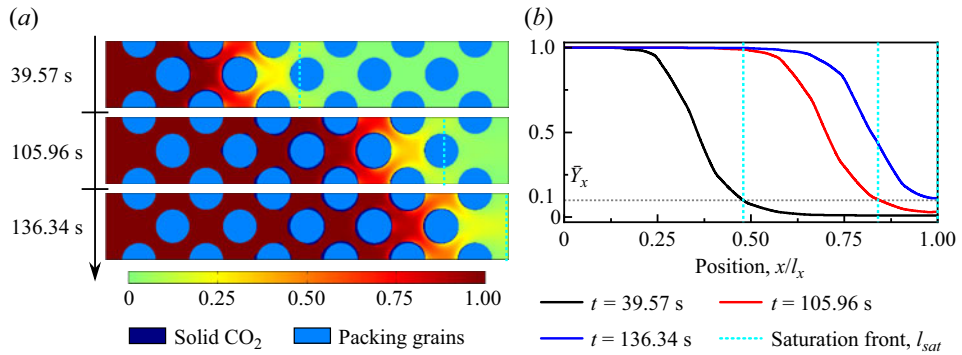 (a)
39.57 s
105.96 s
136.34 s
0 0.25 0.50 0.75 1.00
Solid CO₂ Packing grains
(b)
1.0
0.5
Ȳₓ
0.1
0
0 0.25 0.50 0.75 1.00
Position, x/lₓ
t = 39.57 s t = 105.96 s
t = 136.34 s Saturation front, l_sat